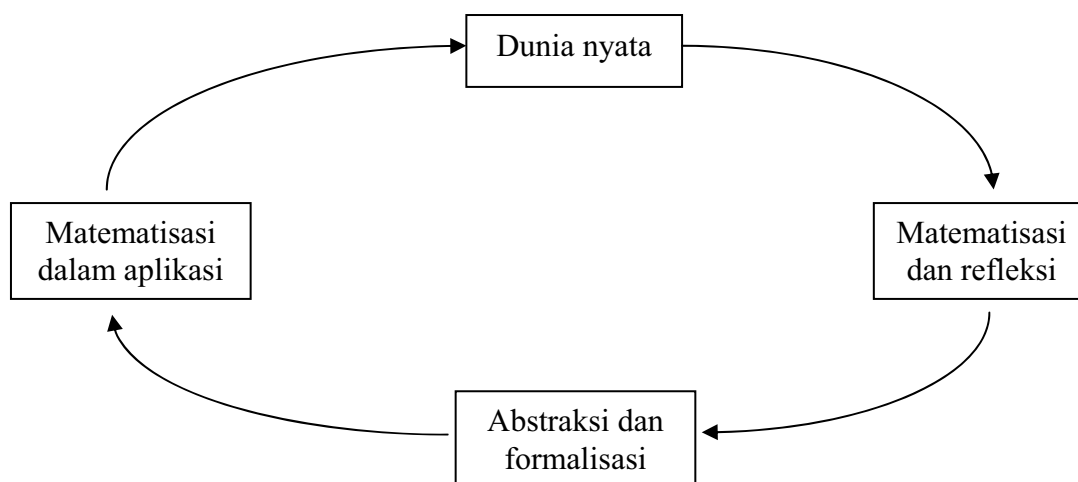 Dunia nyata
Matematisasi
dalam aplikasi
Matematisasi
dan refleksi
Abstraksi dan
formalisasi